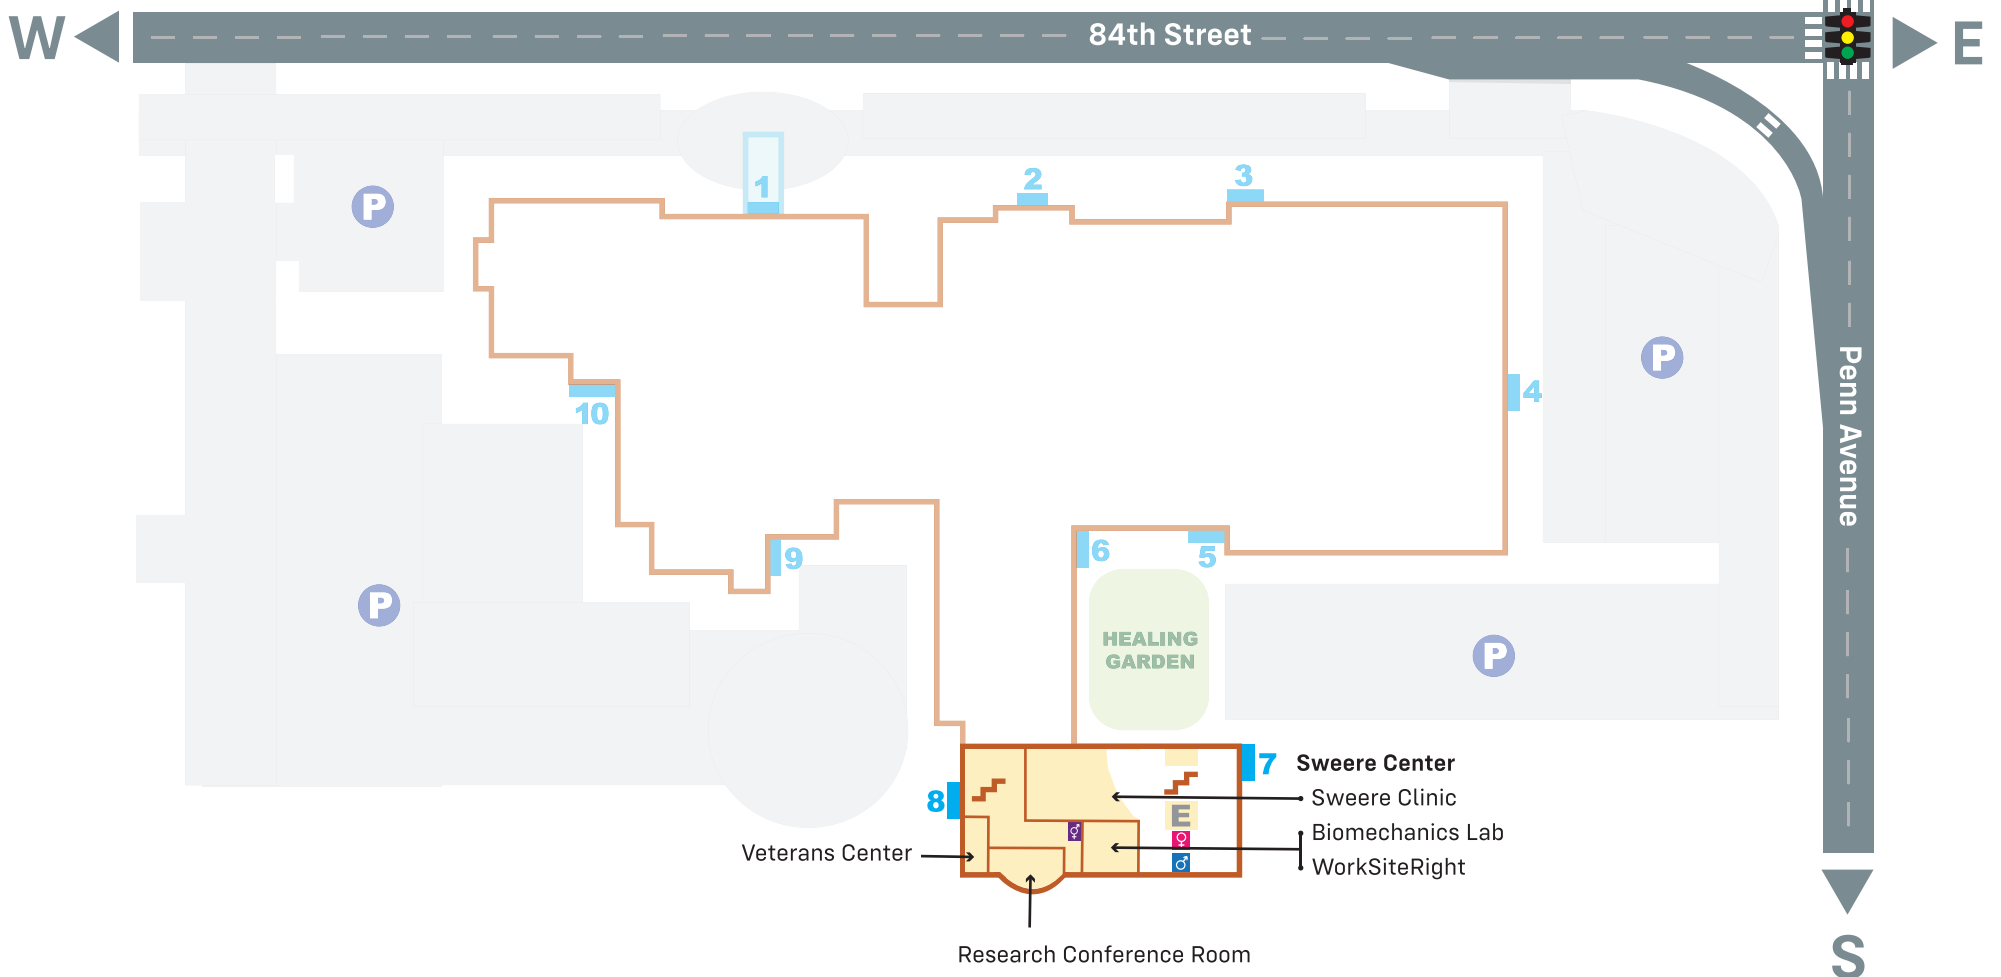 W
84th Street
E
1
2
3
P
P
4
Penn Avenue
10
9
6
5
P
HEALING
GARDEN
P
7
Sweere Center
8
Sweere Clinic
E
Biomechanics Lab
Veterans Center
WorkSiteRight
Research Conference Room
S